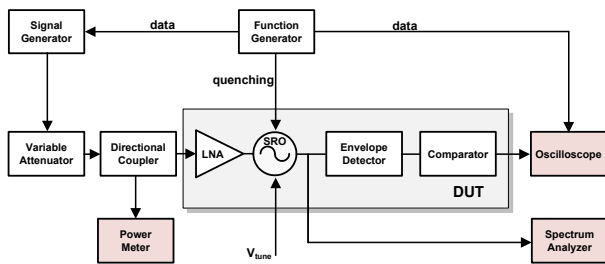 Signal
Generator
data
Function
Generator
data
quenching
Variable
Attenuator
Directional
Coupler
LNA
SRO
Envelope
Detector
Comparator
Oscilloscope
DUT
Power
Meter
Vtune
Spectrum
Analyzer